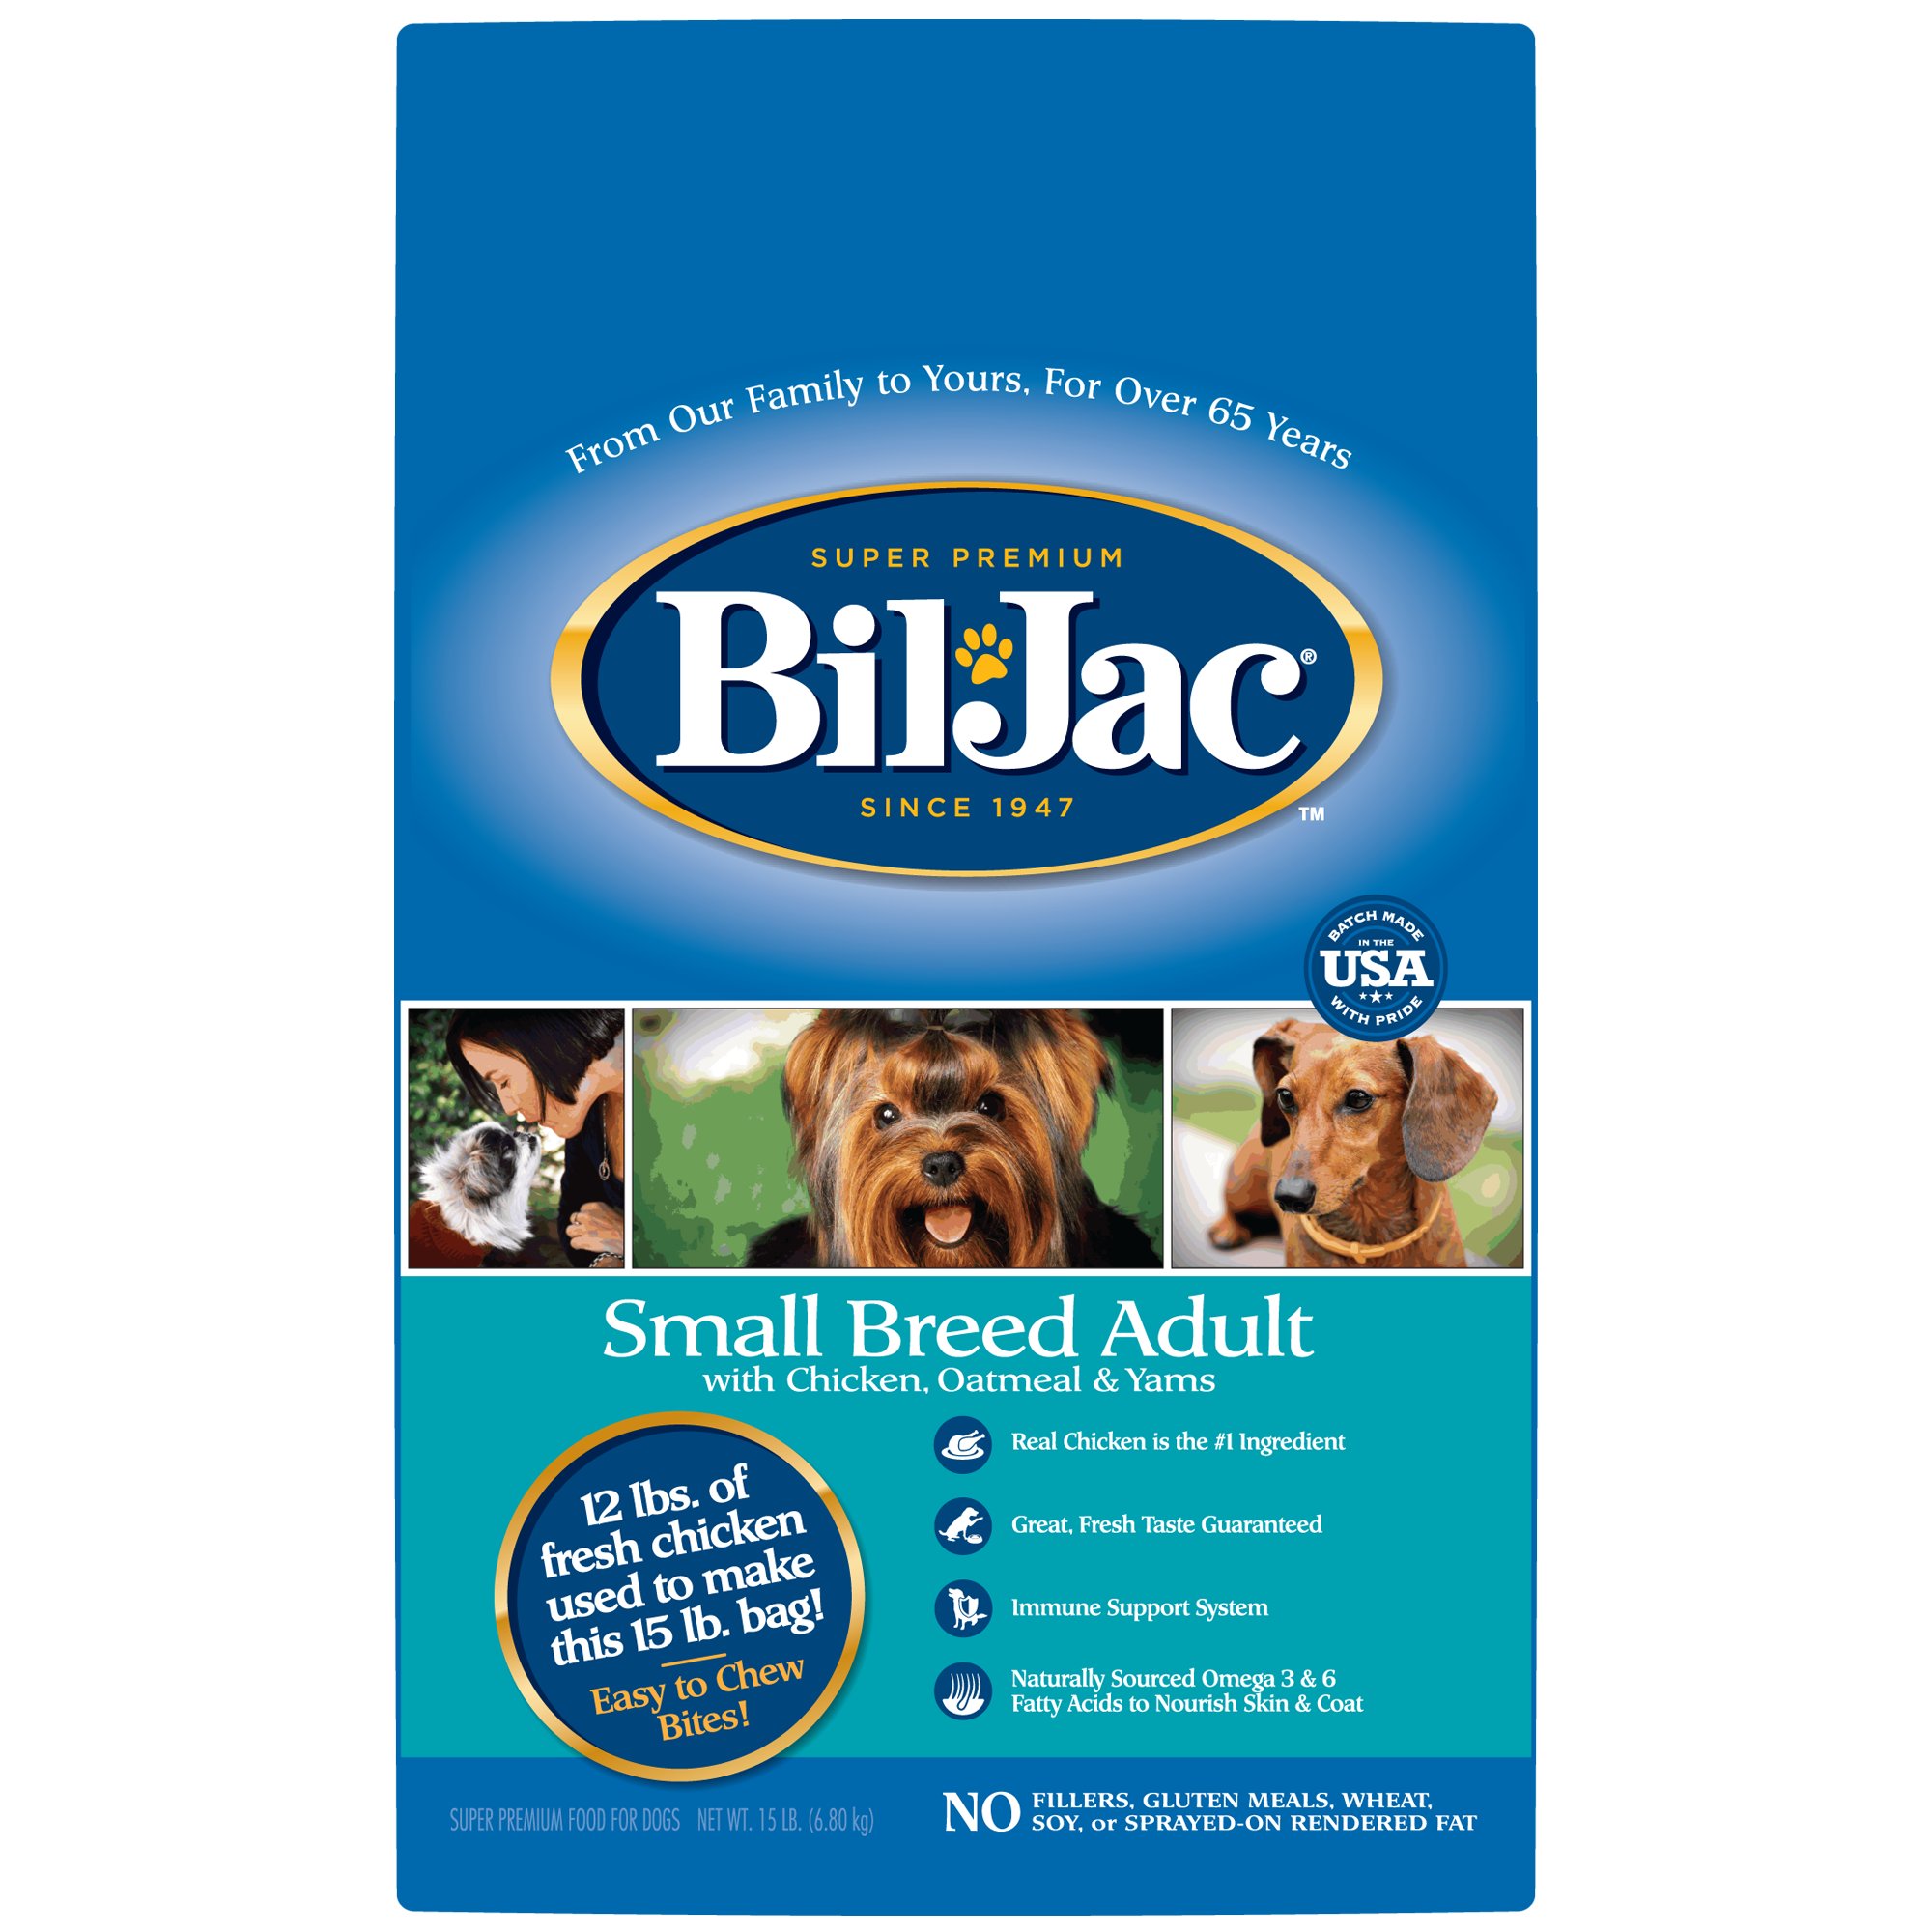 From Our Family to Yours, For Over 65 Years
SUPER PREMIUM
Bil Jac®
SINCE 1947
TM
BATCH MADE
IN THE
USA
WITH PRIDE
Small Breed Adult
with Chicken, Oatmeal & Yams
12 lbs. of
fresh chicken
used to make
this 15 lb. bag!
Easy to Chew
Bites!
Real Chicken is the #1 Ingredient
Great, Fresh Taste Guaranteed
Immune Support System
Naturally Sourced Omega 3 & 6
Fatty Acids to Nourish Skin & Coat
SUPER PREMIUM FOOD FOR DOGS NET WT. 15 LB. (6.80 kg)
NO FILLERS, GLUTEN MEALS, WHEAT,
SOY, or SPRAYED-ON RENDERED FAT